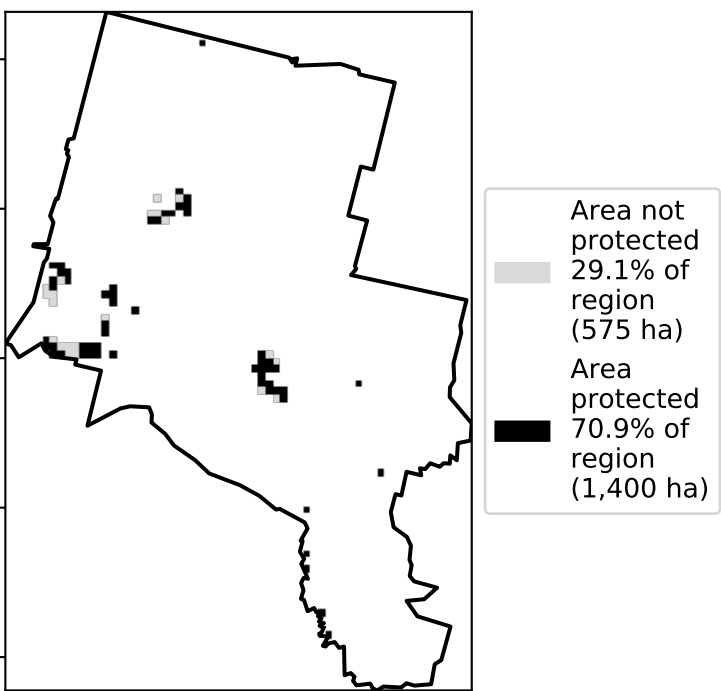 Area not
protected
29.1% of
region
(575 ha)
Area
protected
70.9% of
region
(1,400 ha)